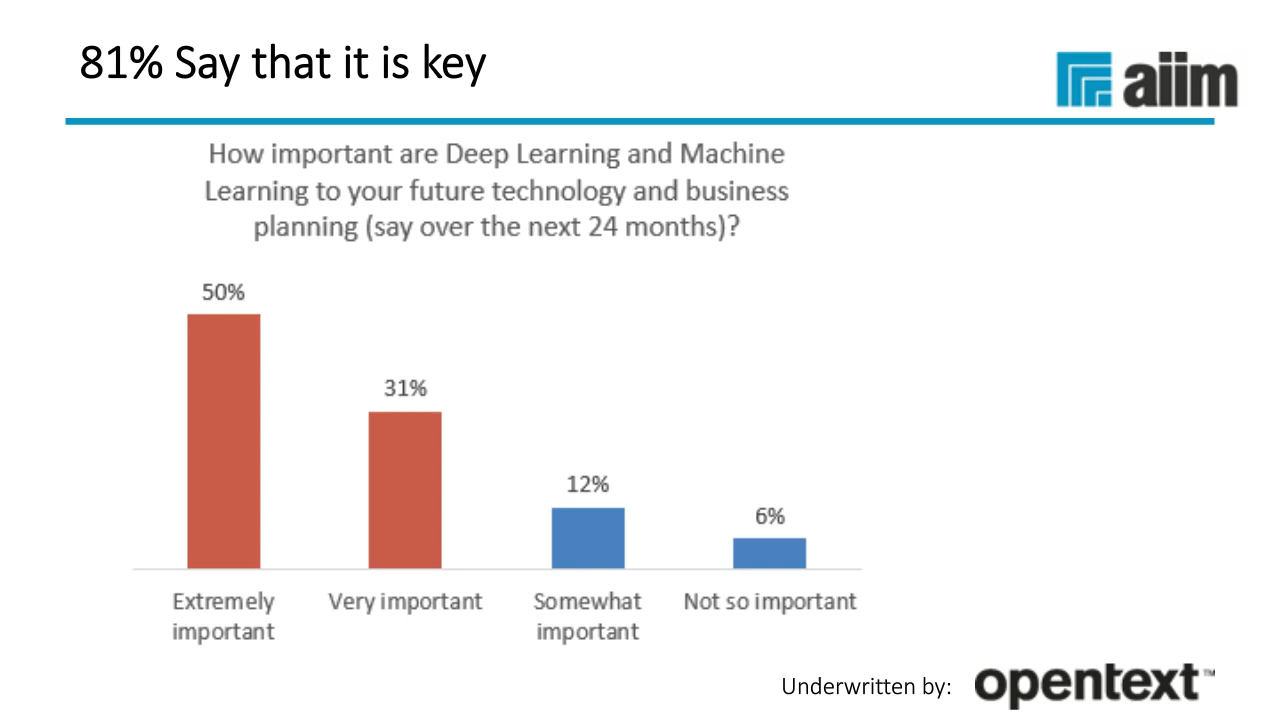 81% Say that it is key
aiim
How important are Deep Learning and Machine
Learning to your future technology and business
planning (say over the next 24 months)?
50%
31%
12%
6%
Extremely
important
Very important
Somewhat
important
Not so important
Underwritten by:
opentext™